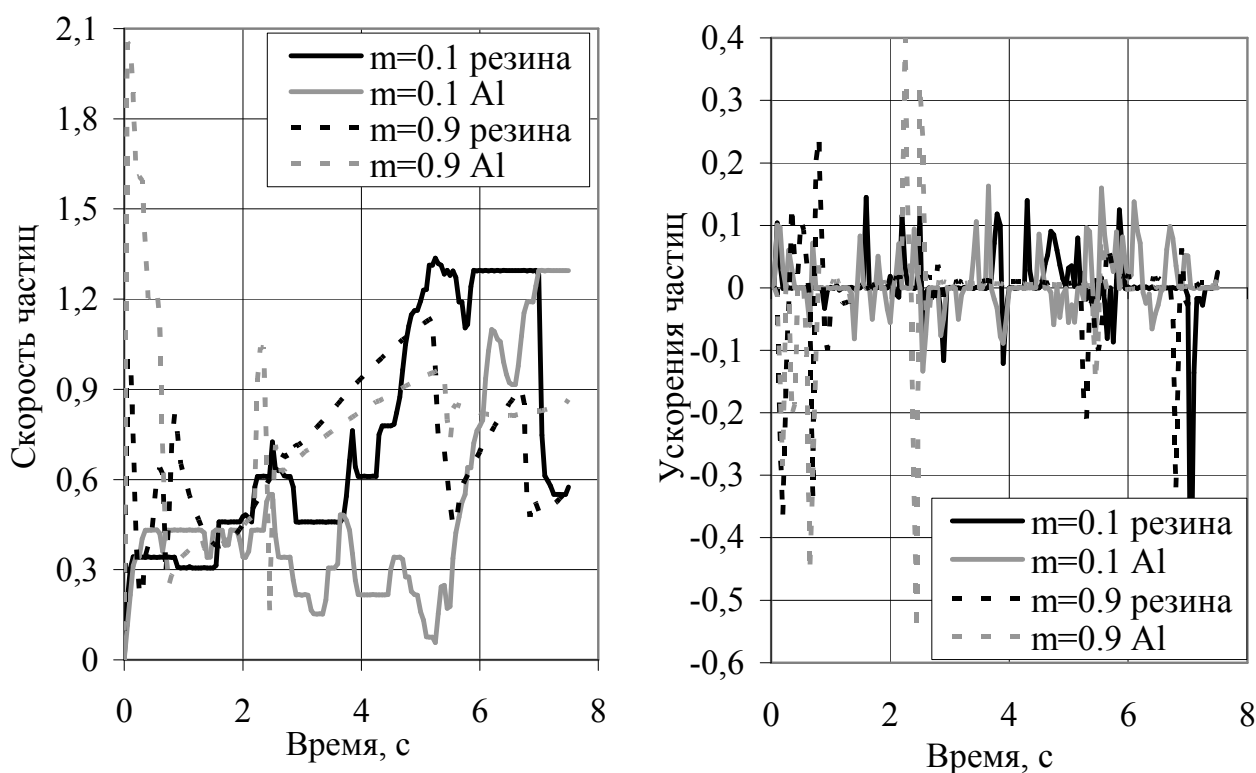 Скорость частиц
2,1
1,8
1,5
1,2
0,9
0,6
0,3
0
m=0.1 резина
m=0.1 Al
m=0.9 резина
m=0.9 Al
0 2 4 6 8
Время, с
Ускорения частиц
0,4
0,3
0,2
0,1
0
-0,1
-0,2
-0,3
-0,4
-0,5
-0,6
m=0.1 резина
m=0.1 Al
m=0.9 резина
m=0.9 Al
0 2 4 6 8
Время, с